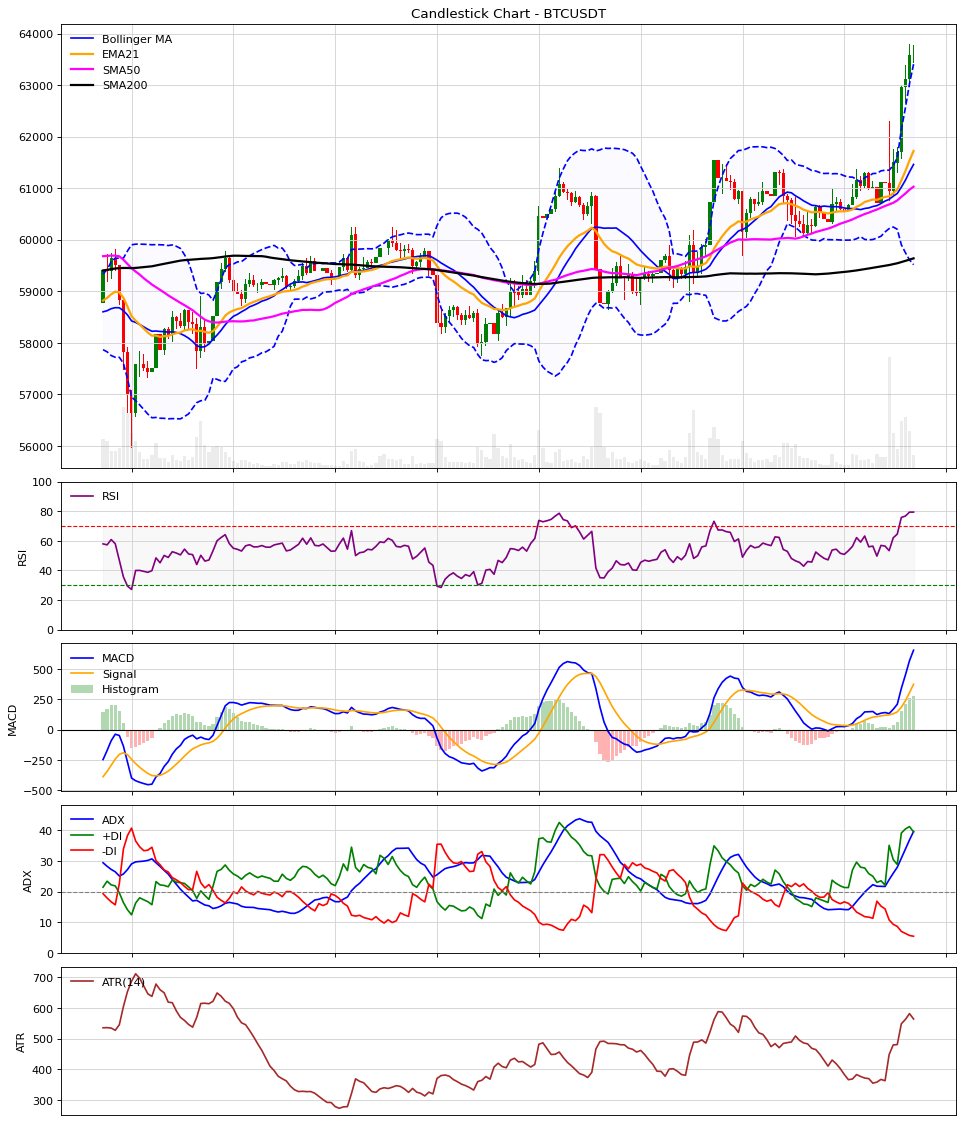 Candlestick Chart - BTCUSDT
64000
63000
62000
61000
60000
59000
58000
57000
56000
Bollinger MA
EMA21
SMA50
SMA200
100
80
60
40
20
0
RSI
RSI
500
250
0
−250
−500
MACD
MACD
Signal
Histogram
40
30
20
10
0
ADX
ADX
+DI
-DI
700
600
500
400
300
ATR
ATR(14)